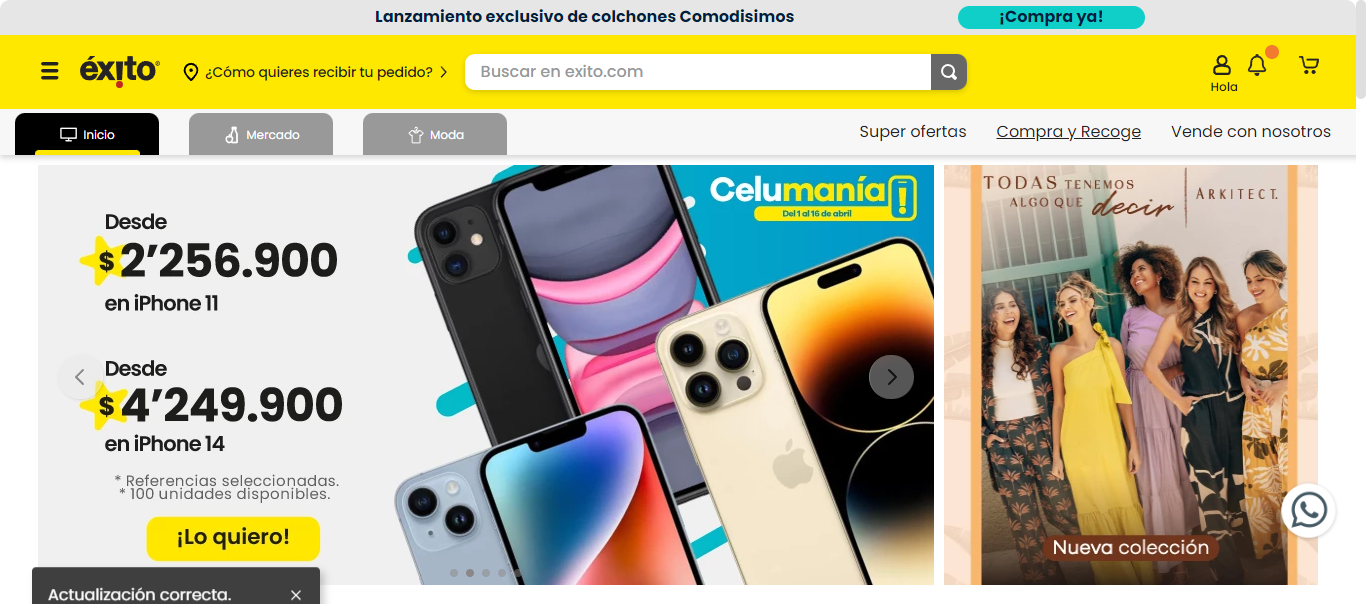 Lanzamiento exclusivo de colchones Comodisimos
¡Compra ya!
éxito
¿Cómo quieres recibir tu pedido?
Buscar en exito.com
Hola
Inicio
Mercado
Moda
Super ofertas
Compra y Recoge
Vende con nosotros
Desde
$2’256.900
en iPhone 11
Desde
$4’249.900
en iPhone 14
* Referencias seleccionadas.
* 100 unidades disponibles.
¡Lo quiero!
Celumanía
Del 1 al 16 de abril
TODAS TENEMOS
ALGO QUE decir
ARKITECT.
Nueva colección
Actualización correcta.